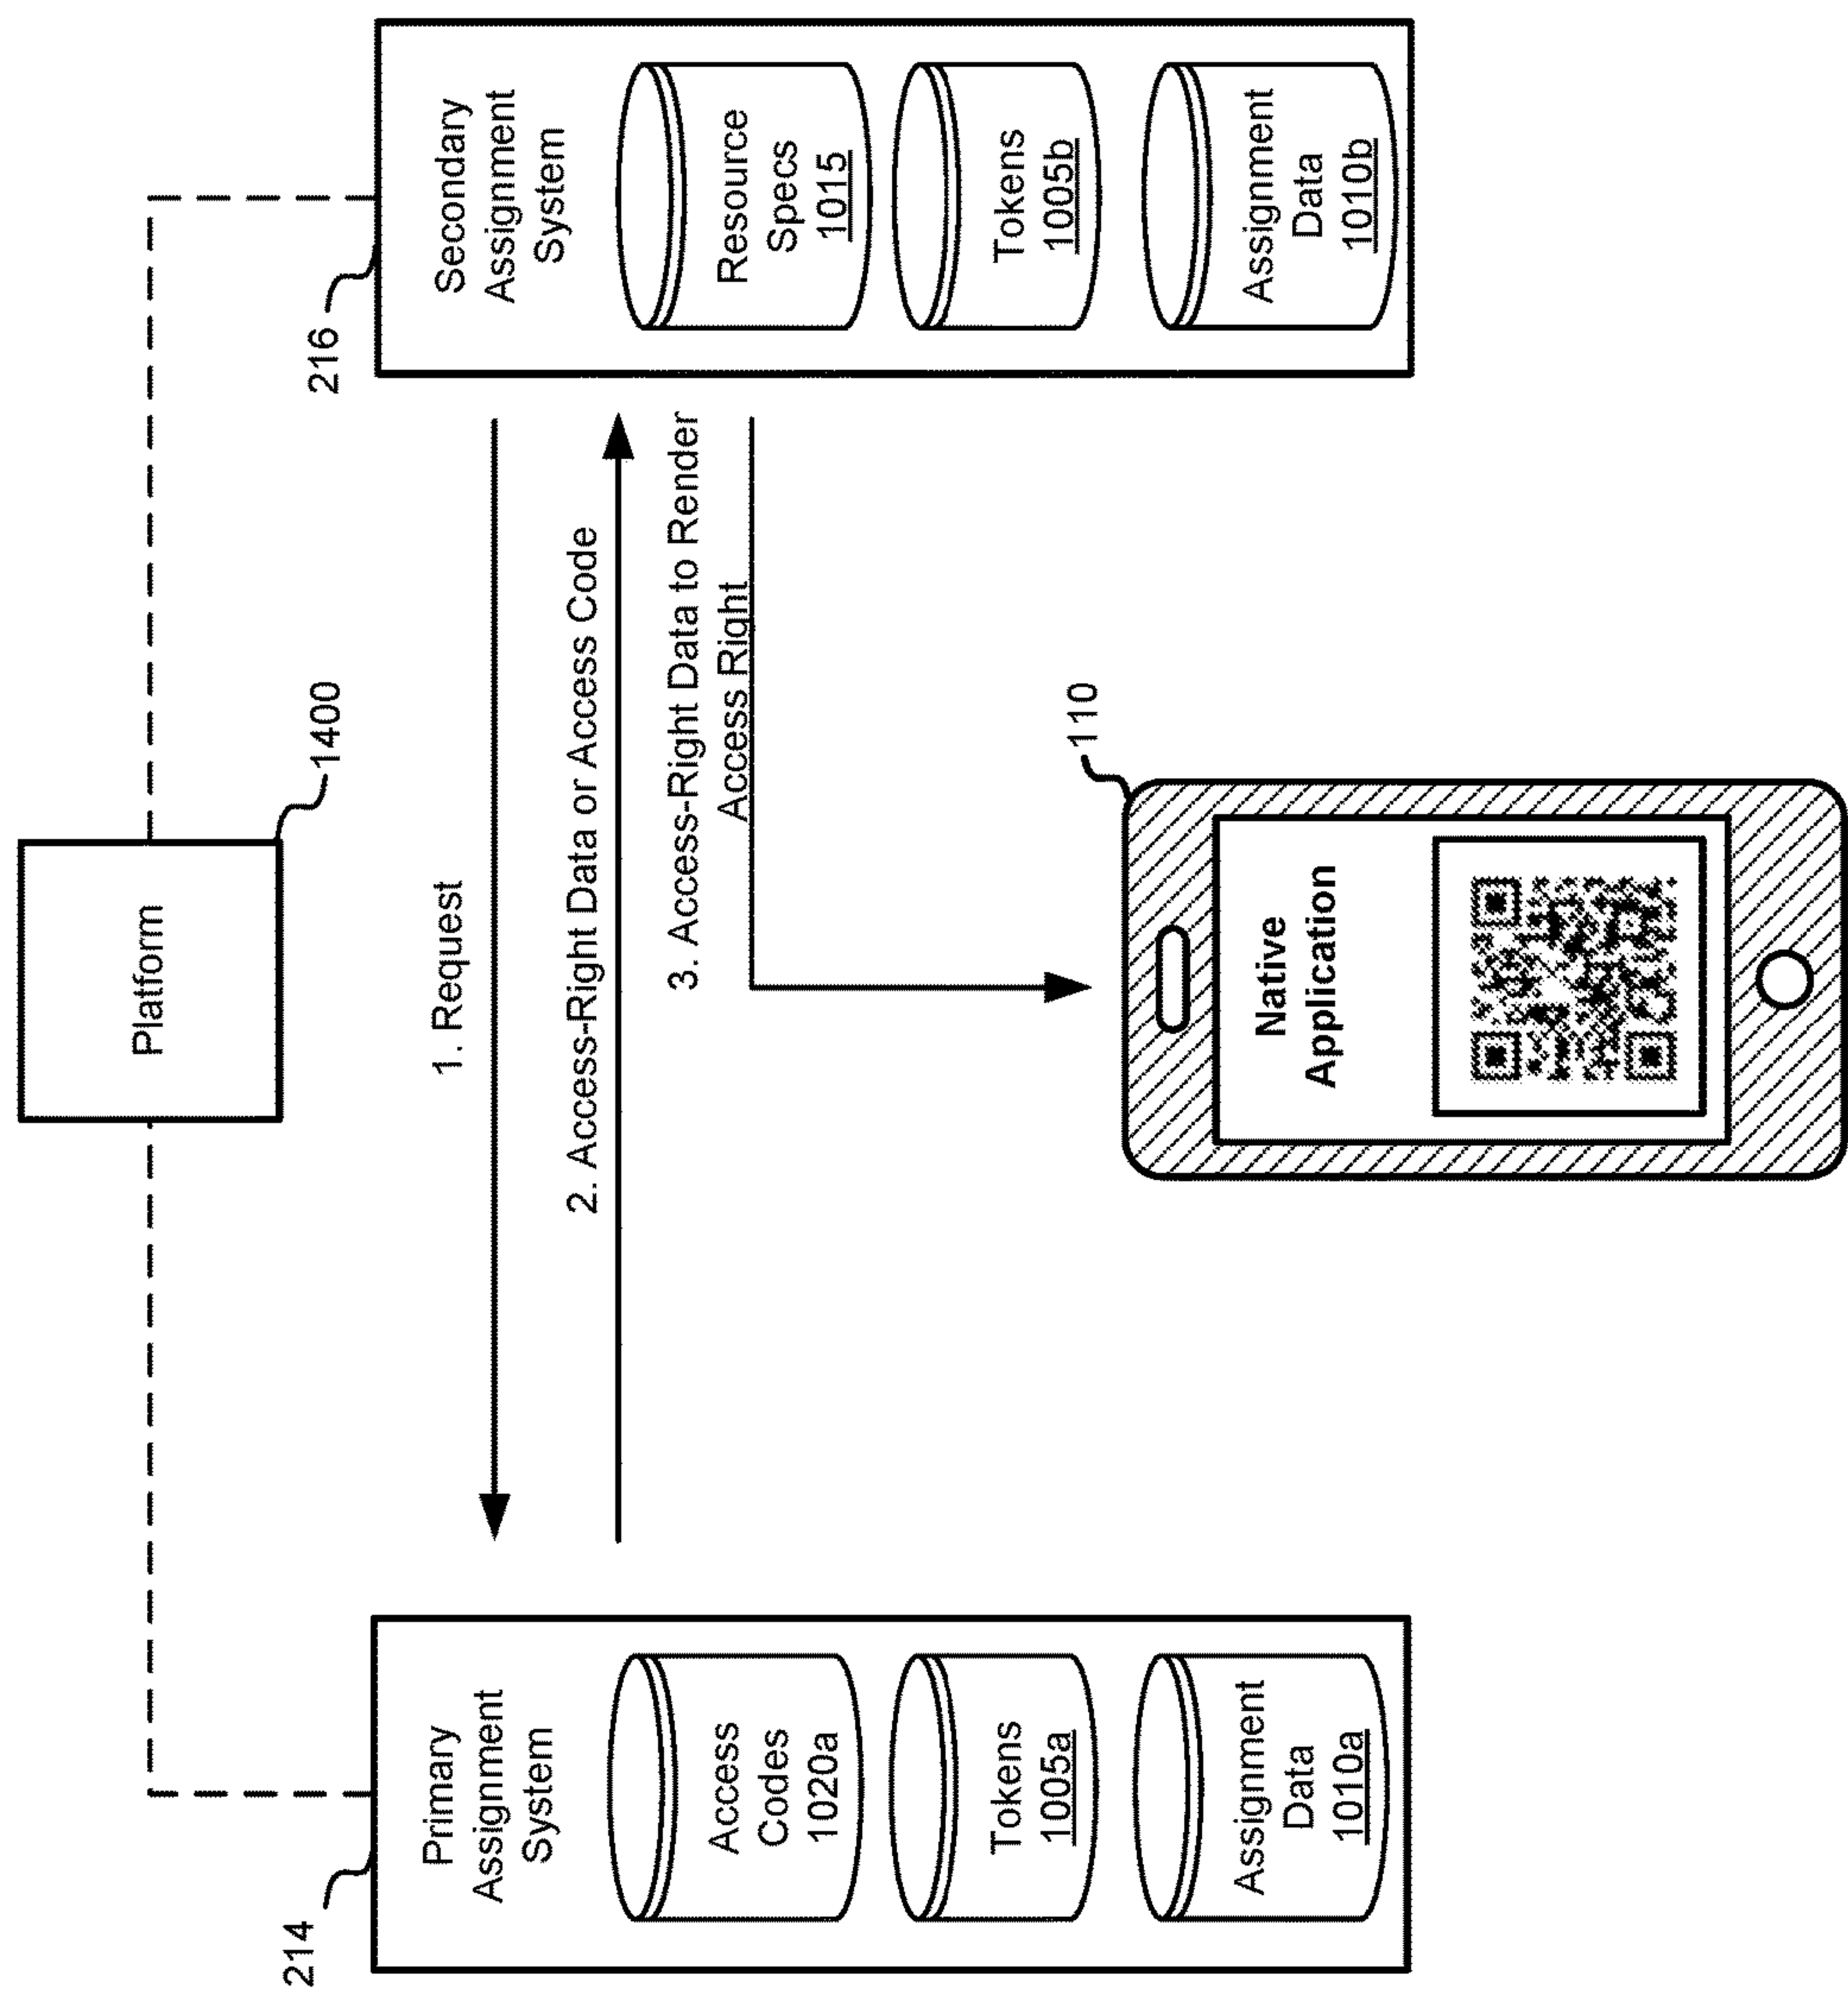 Platform
1400
214
Primary
Assignment
System
Access
Codes
1020a
Tokens
1005a
Assignment
Data
1010a
1. Request
2. Access-Right Data or Access Code
3. Access-Right Data to Render
Access Right
216
Secondary
Assignment
System
Resource
Specs
1015
Tokens
1005b
Assignment
Data
1010b
110
Native
Application